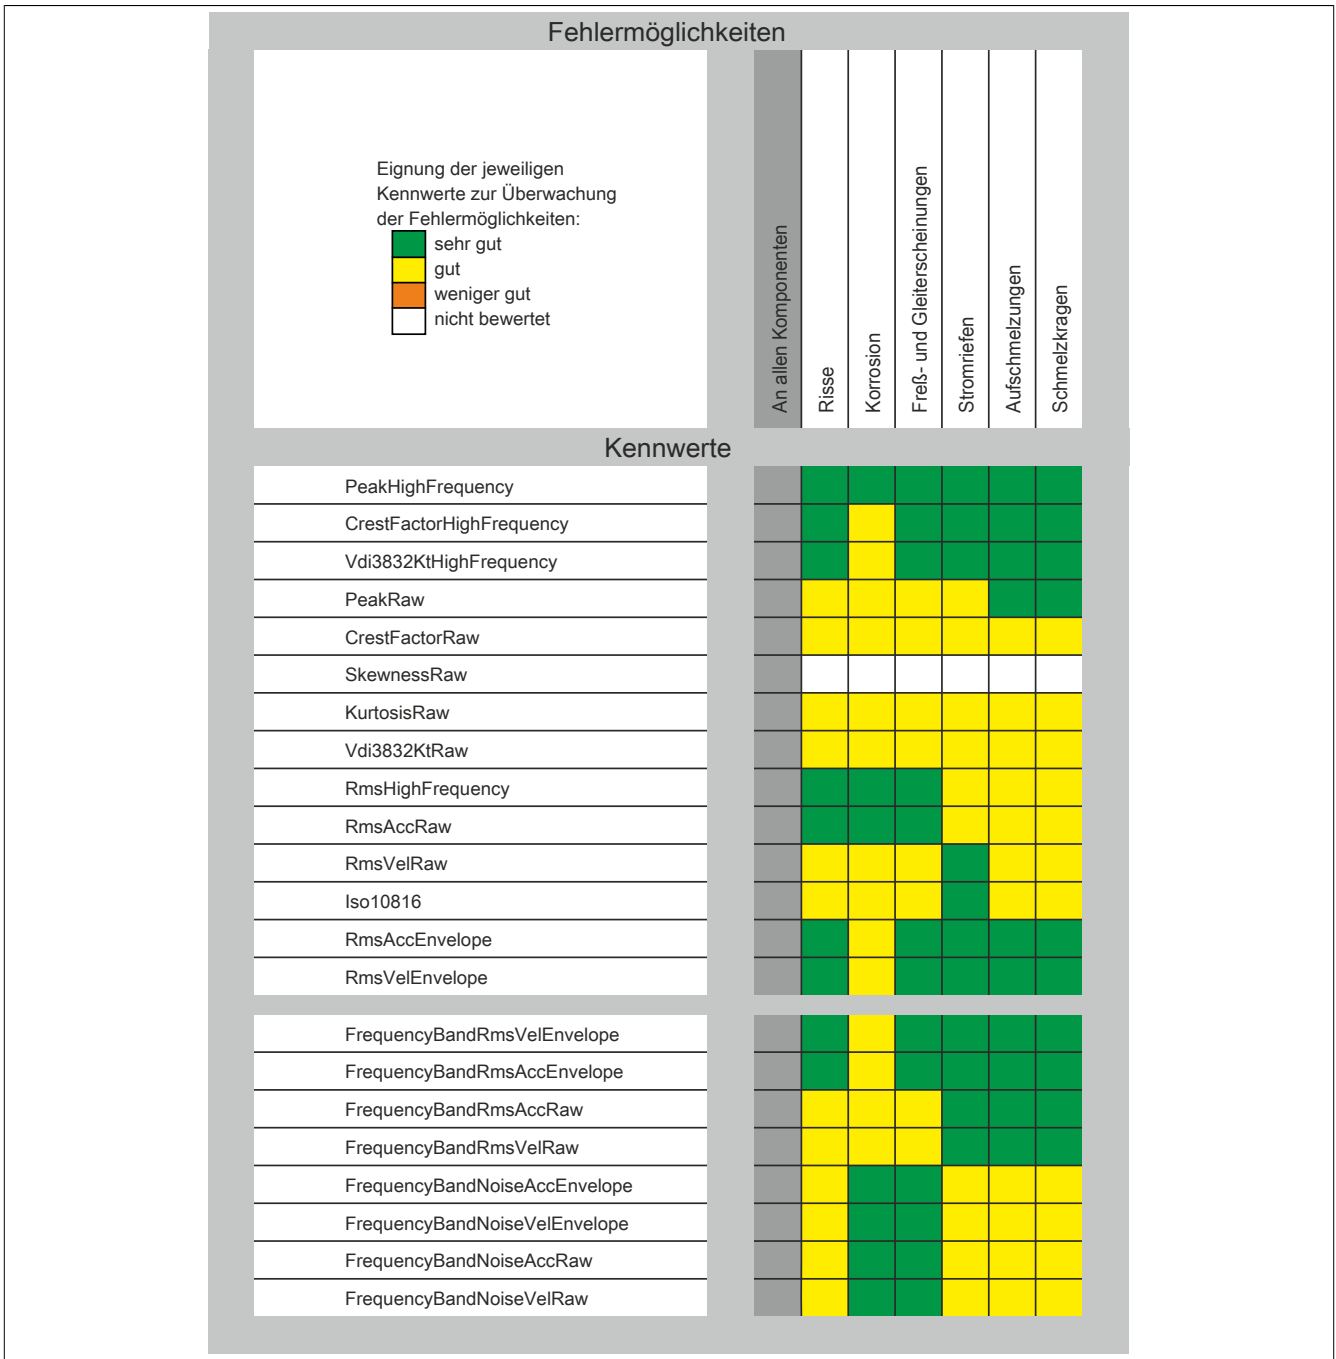 Fehlermöglichkeiten
Eignung der jeweiligen
Kennwerte zur Überwachung
der Fehlermöglichkeiten:
sehr gut
gut
weniger gut
nicht bewertet
An allen Komponenten
Risse
Korrosion
Freß- und Gleiterscheinungen
Stromriefen
Aufschmelzungen
Schmelzkragen
Kennwerte
PeakHighFrequency
CrestFactorHighFrequency
Vdi3832KtHighFrequency
PeakRaw
CrestFactorRaw
SkewnessRaw
KurtosisRaw
Vdi3832KtRaw
RmsHighFrequency
RmsAccRaw
RmsVelRaw
Iso10816
RmsAccEnvelope
RmsVelEnvelope
FrequencyBandRmsVelEnvelope
FrequencyBandRmsAccEnvelope
FrequencyBandRmsAccRaw
FrequencyBandRmsVelRaw
FrequencyBandNoiseAccEnvelope
FrequencyBandNoiseVelEnvelope
FrequencyBandNoiseAccRaw
FrequencyBandNoiseVelRaw